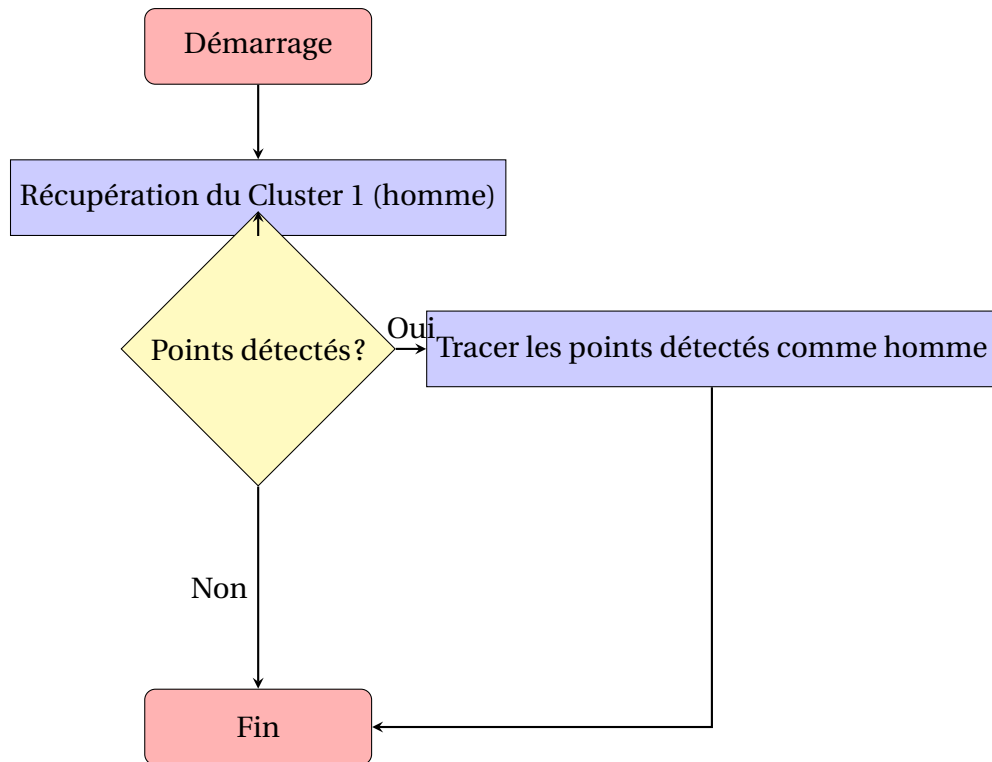 Démarrage
Récupération du Cluster 1 (homme)
Points détectés ?
Oui
Tracer les points détectés comme homme
Non
Fin